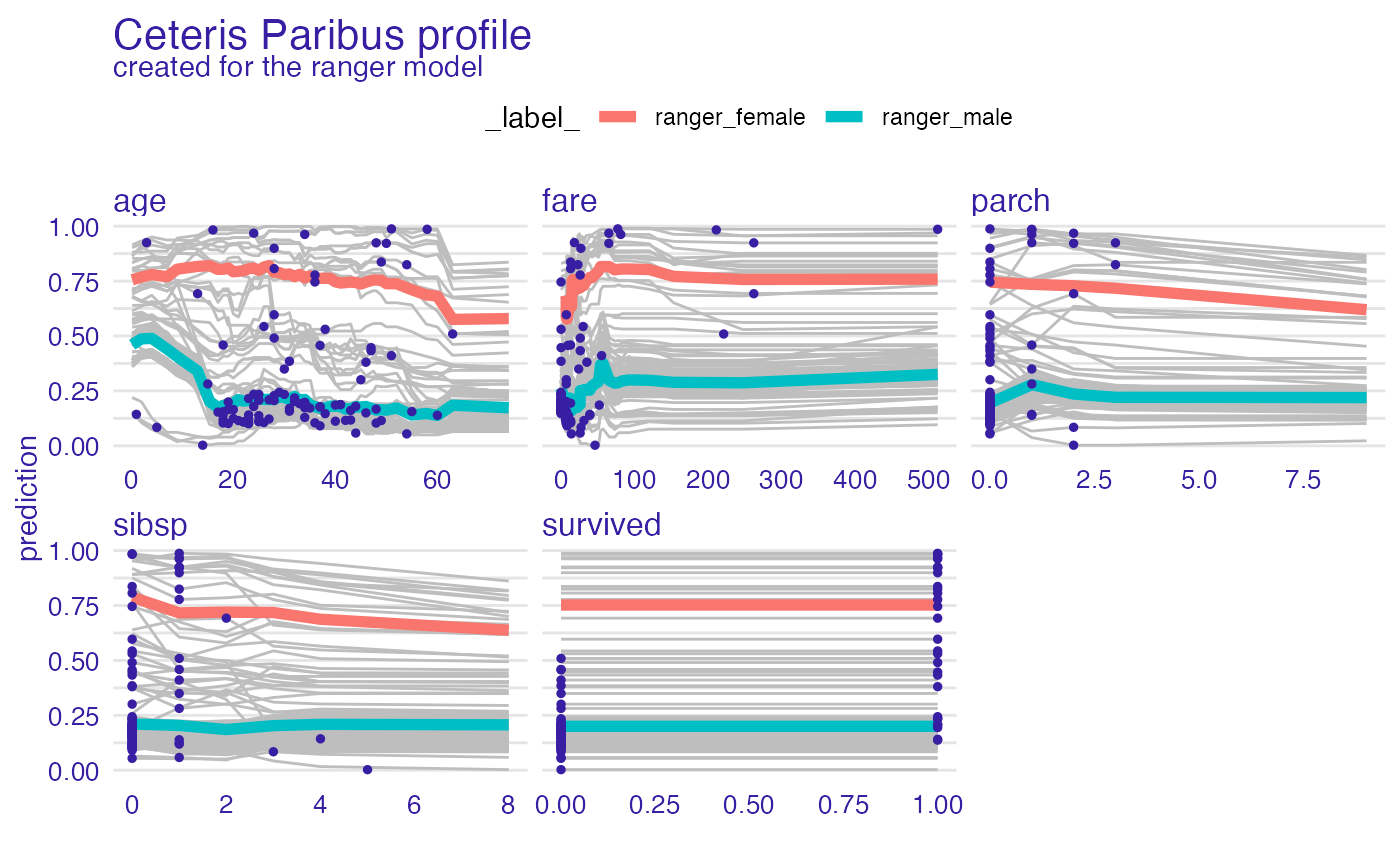 Ceteris Paribus profile
created for the ranger model
_label_ ranger_female ranger_male
age fare parch
1.00
0.75
0.50
0.25
0.00
0 20 40 60 0 100 200 300 400 500 0.0 2.5 5.0 7.5
prediction
sibsp survived
1.00
0.75
0.50
0.25
0.00
0 2 4 6 8 0.00 0.25 0.50 0.75 1.00